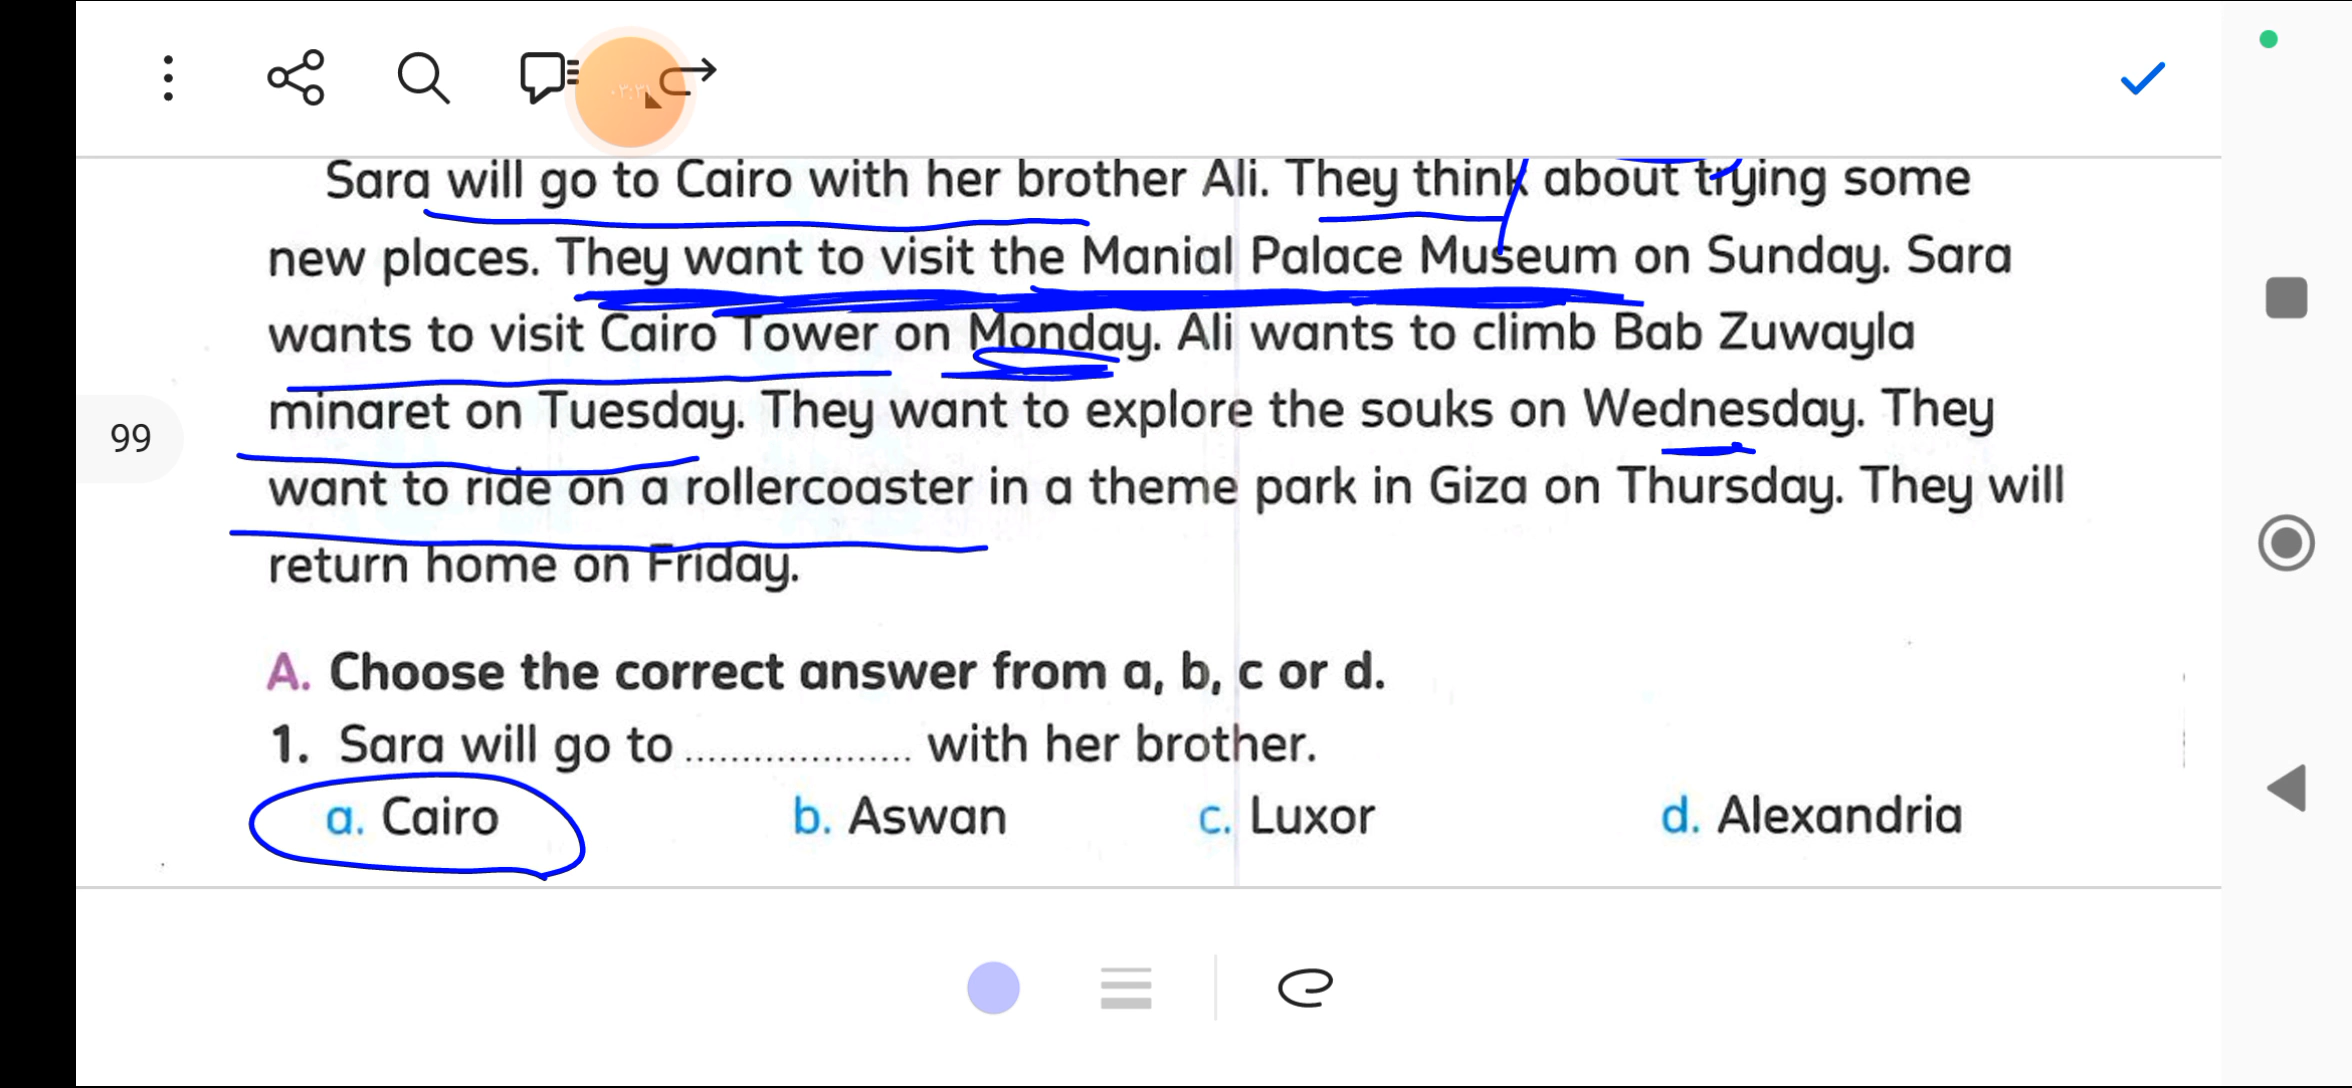 Sara will go to Cairo with her brother Ali. They think about trying some
new places. They want to visit the Manial Palace Museum on Sunday. Sara
wants to visit Cairo Tower on Monday. Ali wants to climb Bab Zuwayla
minaret on Tuesday. They want to explore the souks on Wednesday. They
99
want to ride on a rollercoaster in a theme park in Giza on Thursday. They will
return home on Friday.
A. Choose the correct answer from a, b, c or d.
1. Sara will go to .................... with her brother.
a. Cairo b. Aswan c. Luxor d. Alexandria